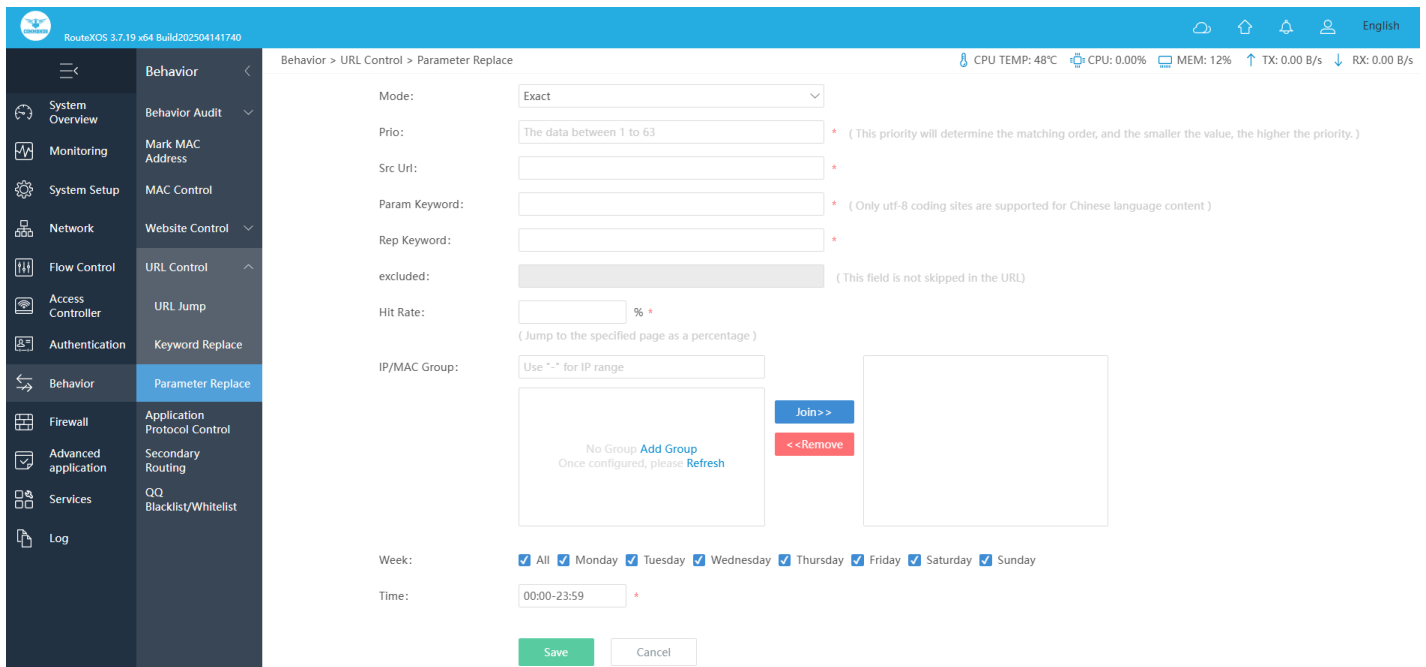 COMMANDO
RouteXOS 3.7.19 x64 Build202504141740
English
Behavior
Behavior > URL Control > Parameter Replace
CPU TEMP: 48℃ CPU: 0.00% MEM: 12% ↑ TX: 0.00 B/s ↓ RX: 0.00 B/s
System
Overview
Monitoring
System Setup
Network
Flow Control
Access
Controller
Authentication
Behavior
Firewall
Advanced
application
Services
Log
Behavior Audit
Mark MAC
Address
MAC Control
Website Control
URL Control
URL Jump
Keyword Replace
Parameter Replace
Application
Protocol Control
Secondary
Routing
QQ
Blacklist/Whitelist
Mode: Exact
Prio: The data between 1 to 63 * ( This priority will determine the matching order, and the smaller the value, the higher the priority. )
Src Url: *
Param Keyword: * ( Only utf-8 coding sites are supported for Chinese language content )
Rep Keyword: *
excluded: ( This field is not skipped in the URL)
Hit Rate: % *
( Jump to the specified page as a percentage )
IP/MAC Group: Use "-" for IP range
No Group Add Group
Once configured, please Refresh
Join>>
<<Remove
Week: All Monday Tuesday Wednesday Thursday Friday Saturday Sunday
Time: 00:00-23:59 *
Save Cancel